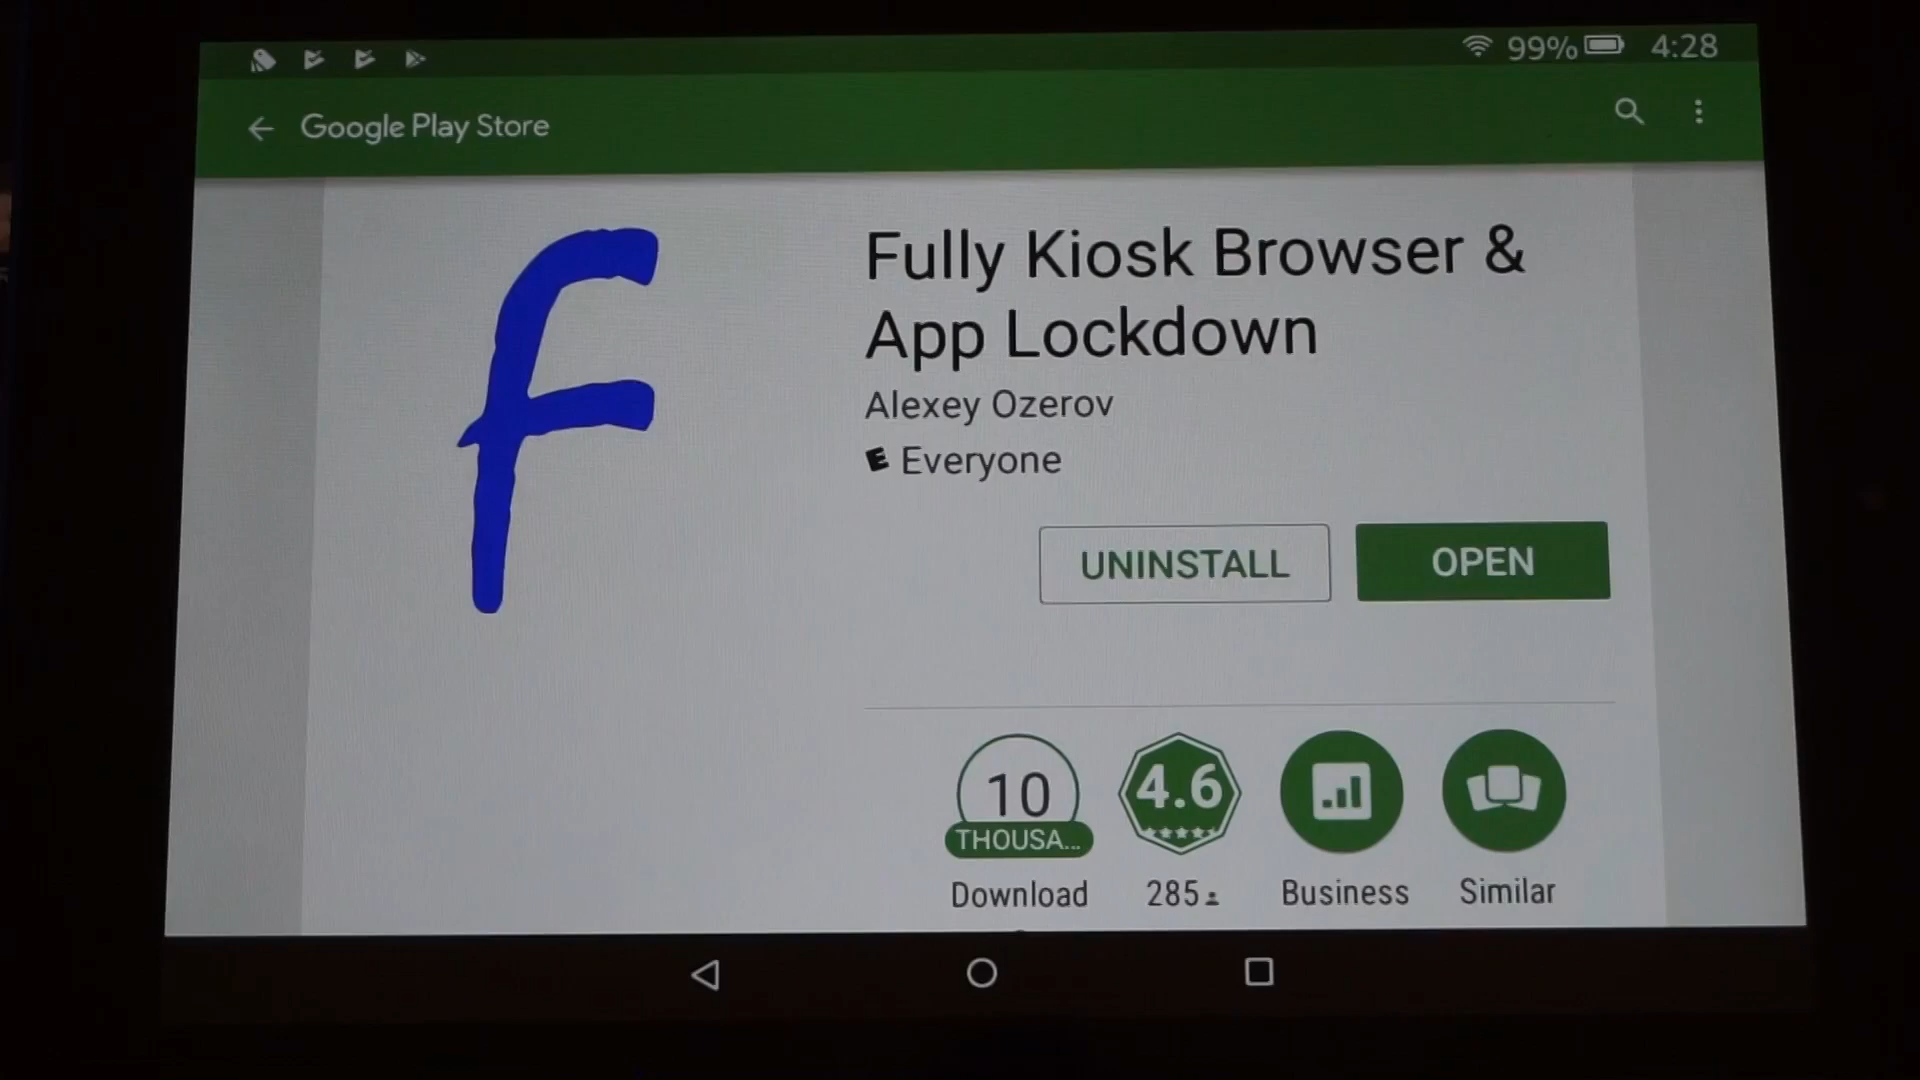 99% 4:28
Google Play Store
Fully Kiosk Browser &
App Lockdown
Alexey Ozerov
E Everyone
UNINSTALL OPEN
10 4.6
THOUSA...
Download 285 Business Similar